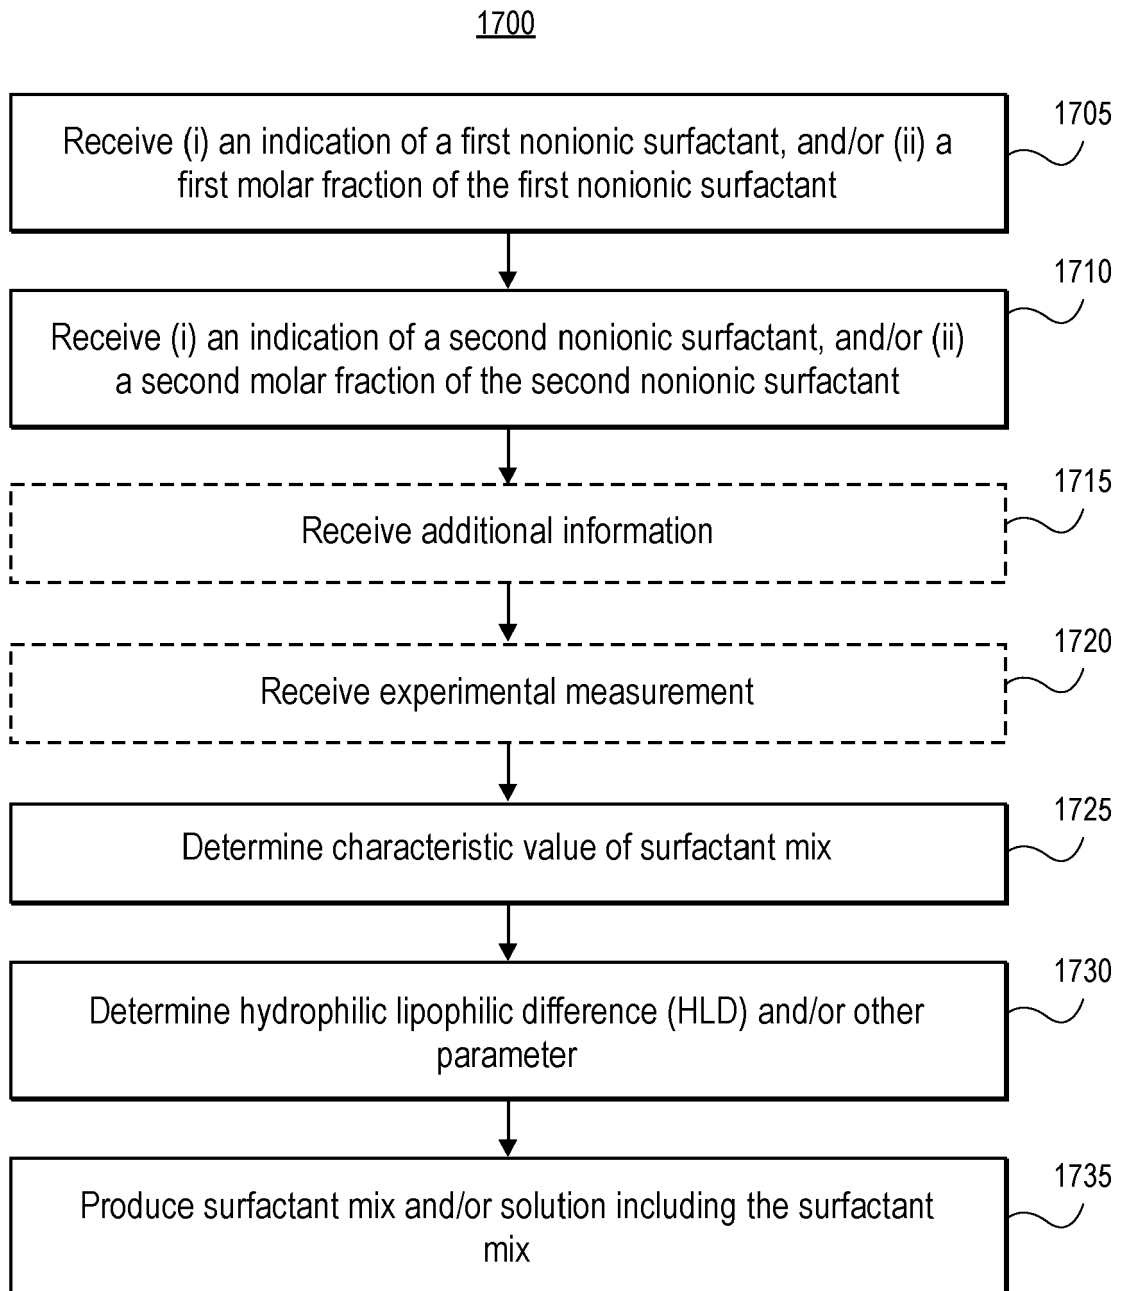 1700
Receive (i) an indication of a first nonionic surfactant, and/or (ii) a
first molar fraction of the first nonionic surfactant
1705
Receive (i) an indication of a second nonionic surfactant, and/or (ii)
a second molar fraction of the second nonionic surfactant
1710
Receive additional information
1715
Receive experimental measurement
1720
Determine characteristic value of surfactant mix
1725
Determine hydrophilic lipophilic difference (HLD) and/or other
parameter
1730
Produce surfactant mix and/or solution including the surfactant
mix
1735